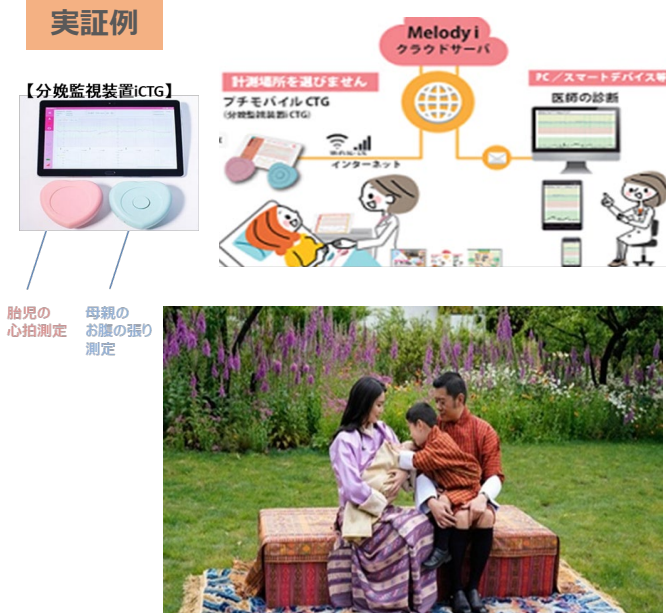 実証例
【分娩監視装置iCTG】
胎児の
心拍測定
母親の
お腹の張り
測定
Melody i
クラウドサーバ
計測場所を選びません
プチモバイル CTG
(分娩監視装置iCTG)
インターネット
PC／スマートデバイス等
医師の診断